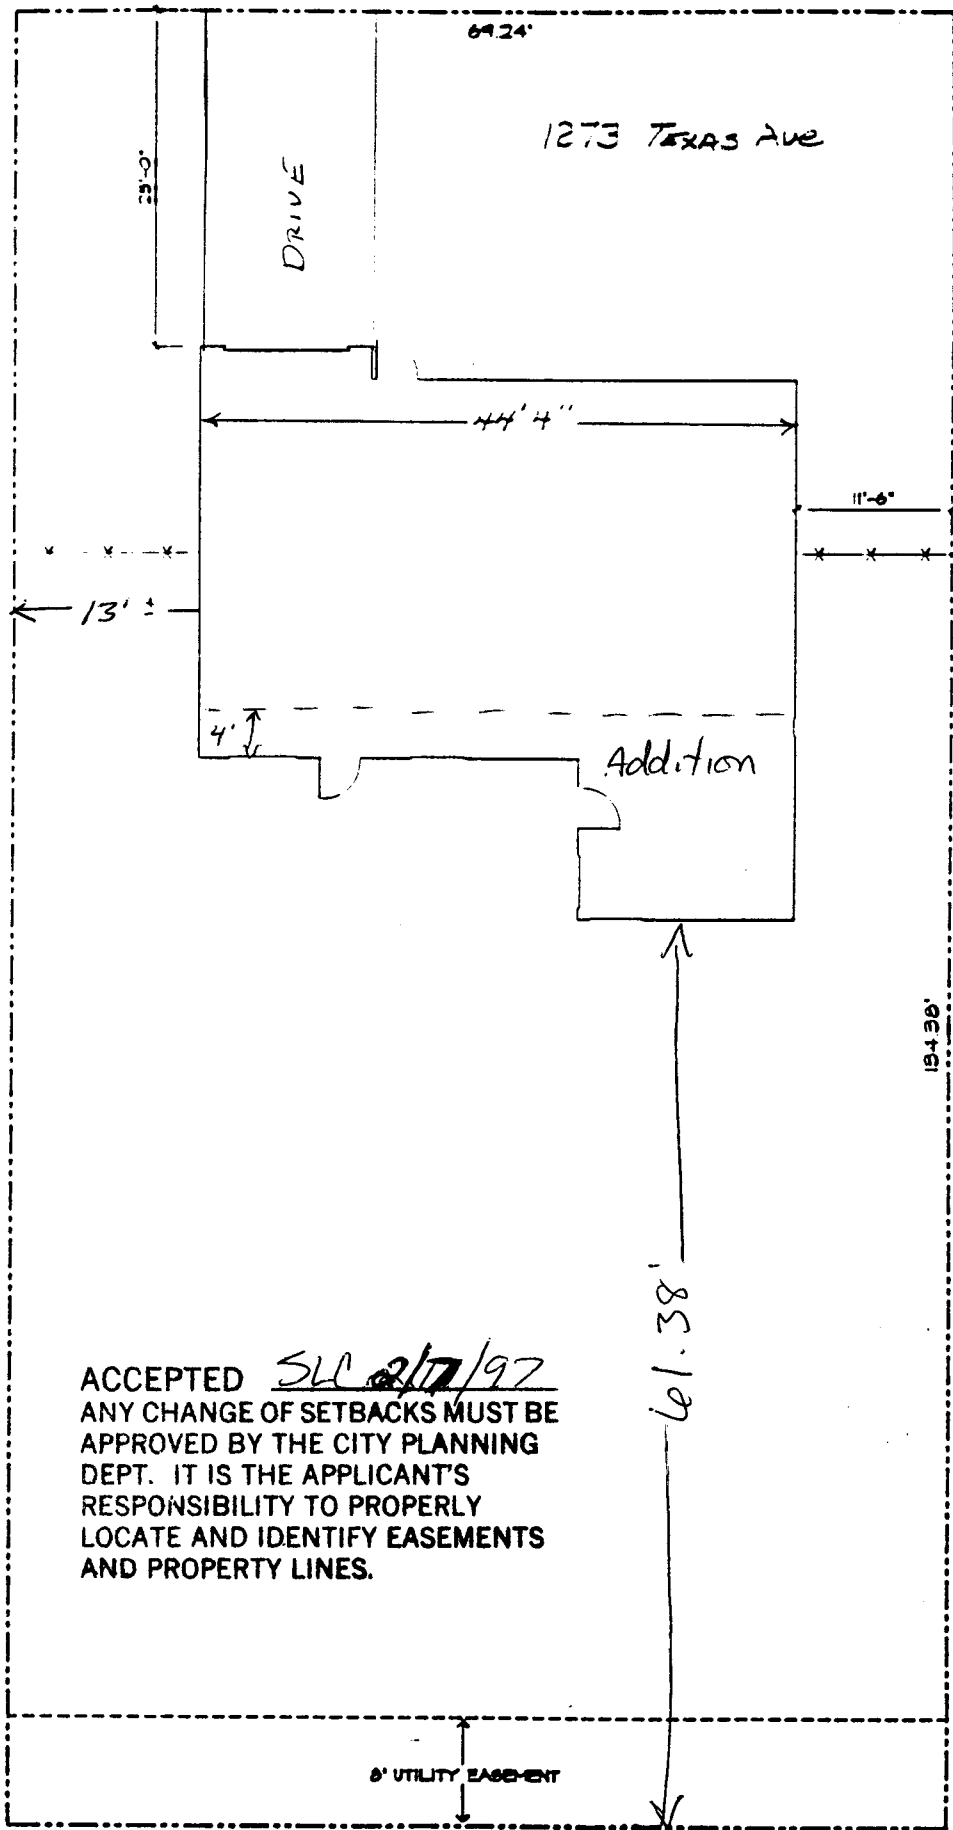 69.24'
1273 TEXAS AVE
25'-0"
DRIVE
44' 4"
11'-6"
13' ±
4'
Addition
134.38'
61.38'
ACCEPTED SLC 2/17/97
ANY CHANGE OF SETBACKS MUST BE
APPROVED BY THE CITY PLANNING
DEPT. IT IS THE APPLICANT'S
RESPONSIBILITY TO PROPERLY
LOCATE AND IDENTIFY EASEMENTS
AND PROPERTY LINES.
8' UTILITY EASEMENT